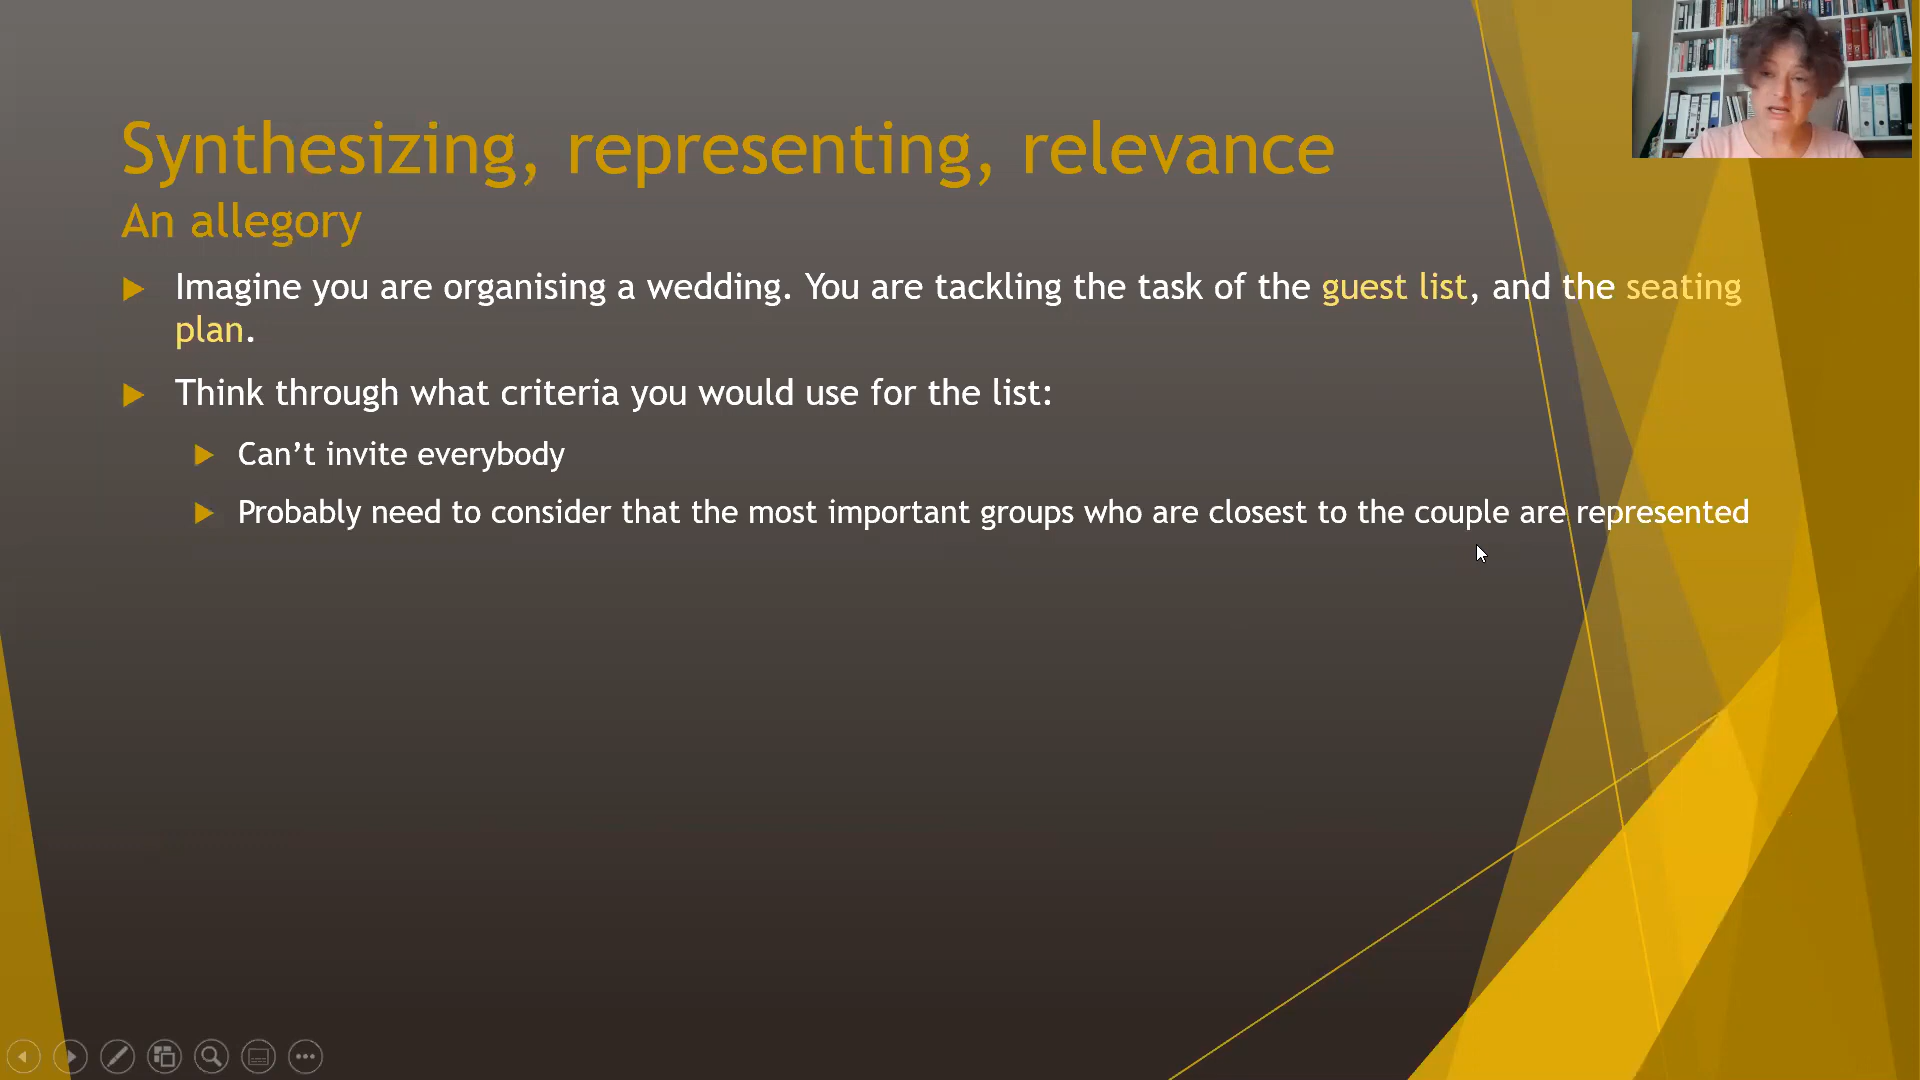 Synthesizing, representing, relevance
An allegory
Imagine you are organising a wedding. You are tackling the task of the guest list, and the seating
plan.
Think through what criteria you would use for the list:
Can’t invite everybody
Probably need to consider that the most important groups who are closest to the couple are represented